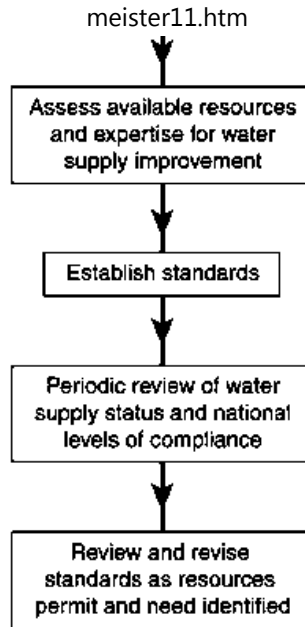 meister11.htm
Assess available resources
and expertise for water
supply improvement
Establish standards
Periodic review of water
supply status and national
levels of compliance
Review and revise
standards as resources
permit and need identified